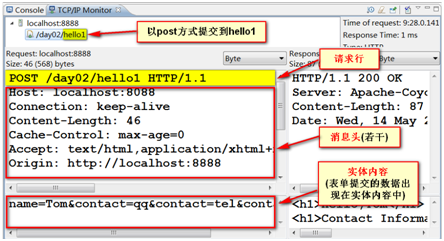 Console TCP/IP Monitor
localhost:8888
/day02/hello1
以post方式提交到hello1
Time of request: 9:28.0.141
Response Time: 1 ms
Request: localhost:8888
Size: 46 (568) bytes
Byte
请求行
Byte
POST /day02/hello1 HTTP/1.1
Host: localhost:8088
Connection: keep-alive
Content-Length: 46
Cache-Control: max-age=0
Accept: text/html,application/xhtml+
Origin: http://localhost:8888
HTTP/1.1 200 OK
Server: Apache-Coyo
Content-Length: 87
Date: Wed, 14 May 2
消息头(若干)
实体内容
(表单提交的数据出
现在实体内容中)
name=Tom&contact=qq&contact=tel&cont
<h1>Hello,Tom</h1>
<h1>Contact Informa